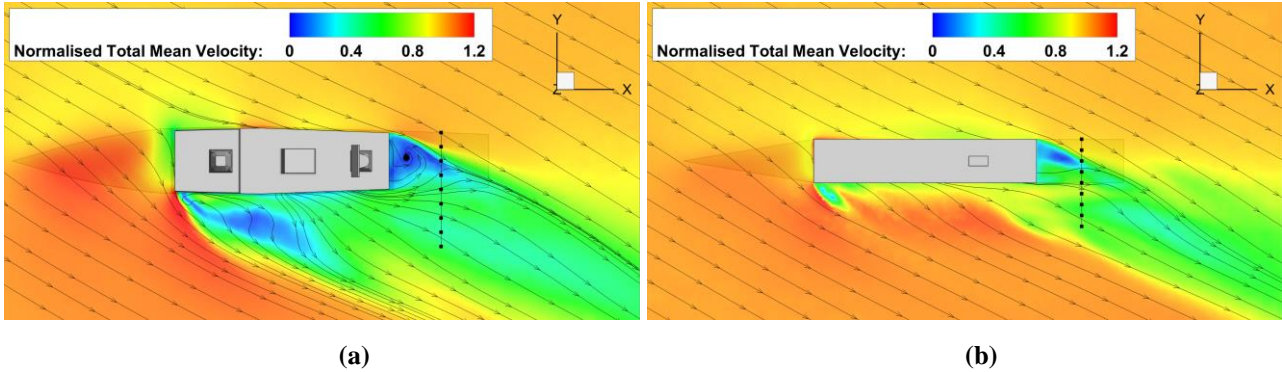 0 0.4 0.8 1.2
Normalised Total Mean Velocity:
Y
Z X
0 0.4 0.8 1.2
Normalised Total Mean Velocity:
Y
Z X
(a) (b)